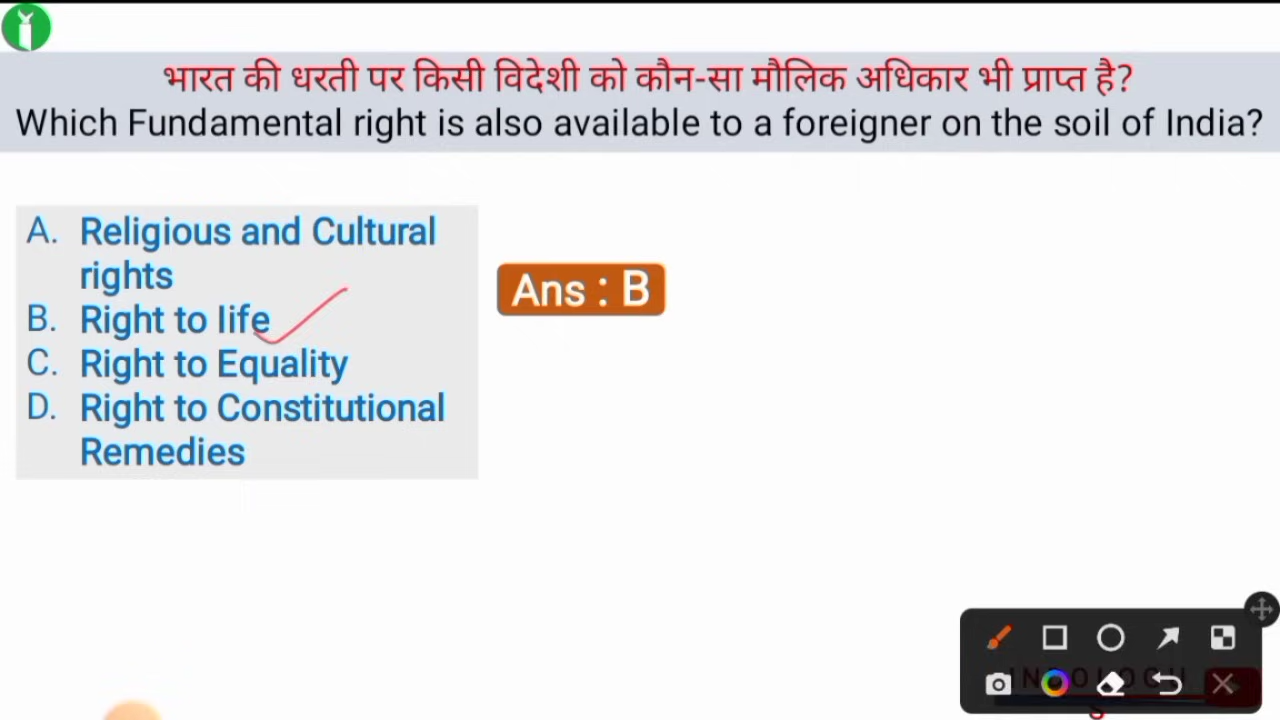 भारत की धरती पर किसी विदेशी को कौन-सा मौलिक अधिकार भी प्राप्त है?
Which Fundamental right is also available to a foreigner on the soil of India?
A. Religious and Cultural
rights
B. Right to life
C. Right to Equality
D. Right to Constitutional
Remedies
Ans : B